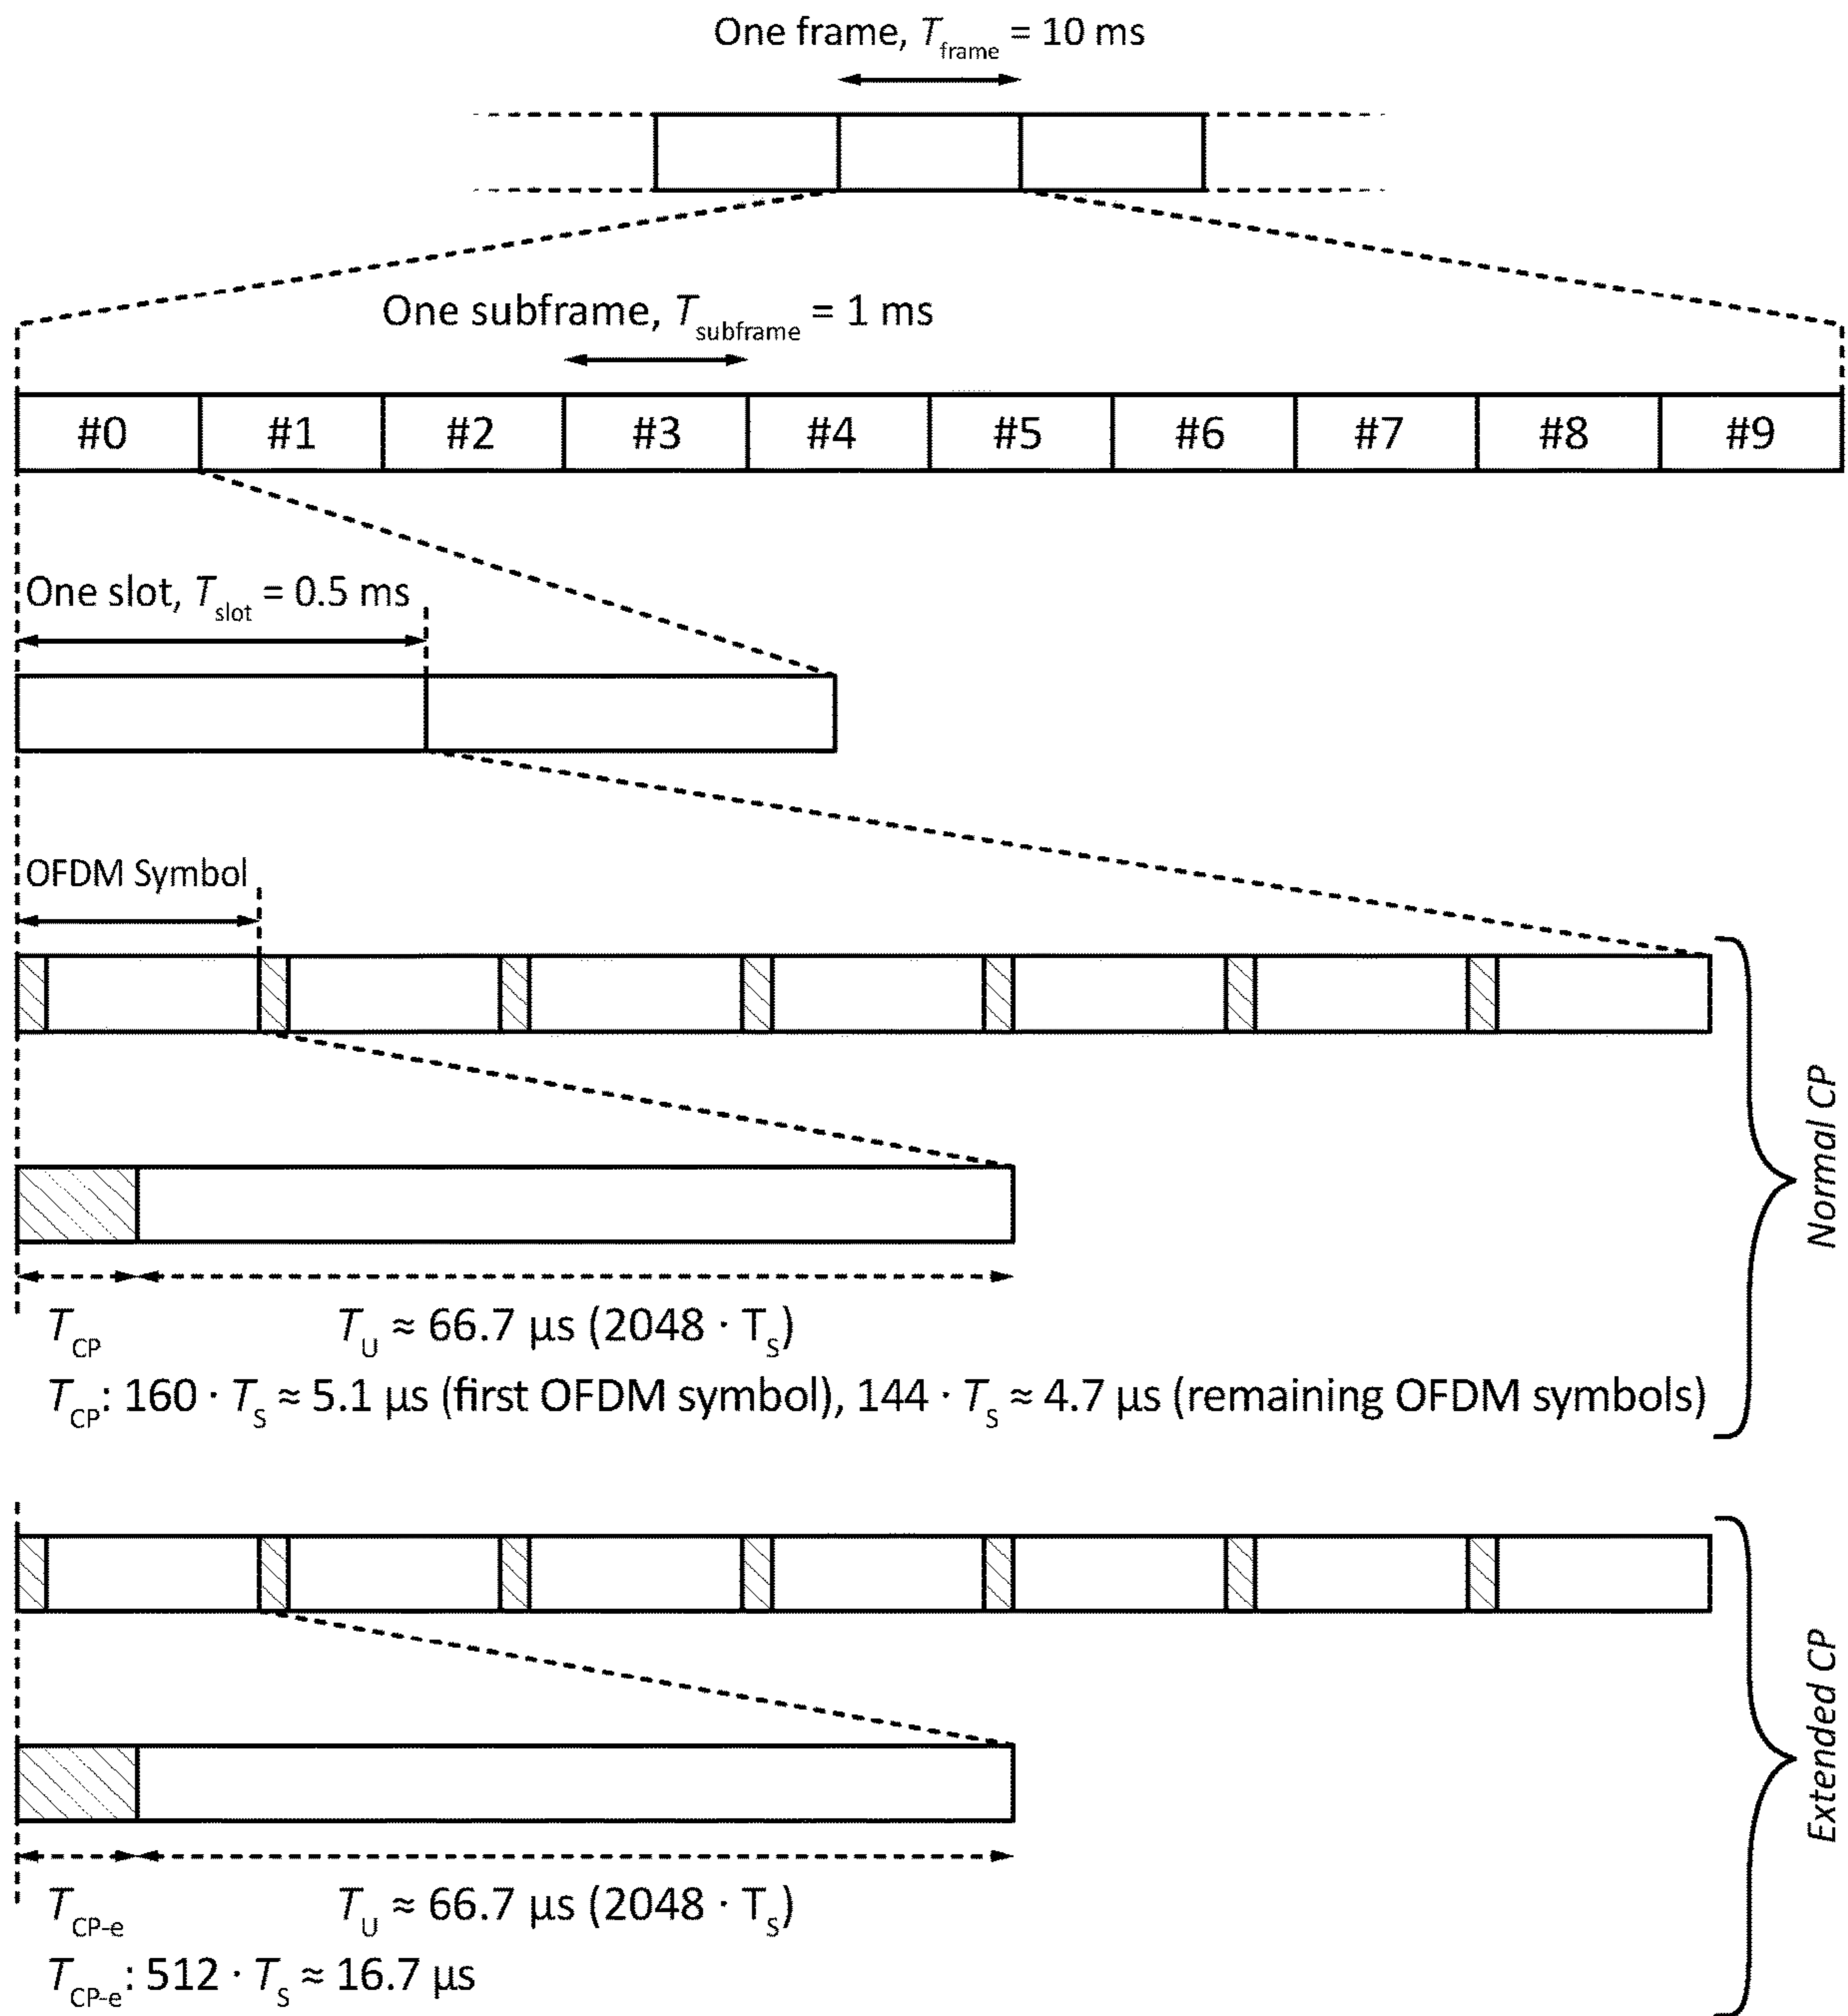 One frame, T_frame = 10 ms
One subframe, T_subframe = 1 ms
#0 #1 #2 #3 #4 #5 #6 #7 #8 #9
One slot, T_slot = 0.5 ms
OFDM Symbol
Normal CP
T_CP T_U ≈ 66.7 µs (2048 · T_S)
T_CP: 160 · T_S ≈ 5.1 µs (first OFDM symbol), 144 · T_S ≈ 4.7 µs (remaining OFDM symbols)
Extended CP
T_CP-e T_U ≈ 66.7 µs (2048 · T_S)
T_CP-e: 512 · T_S ≈ 16.7 µs